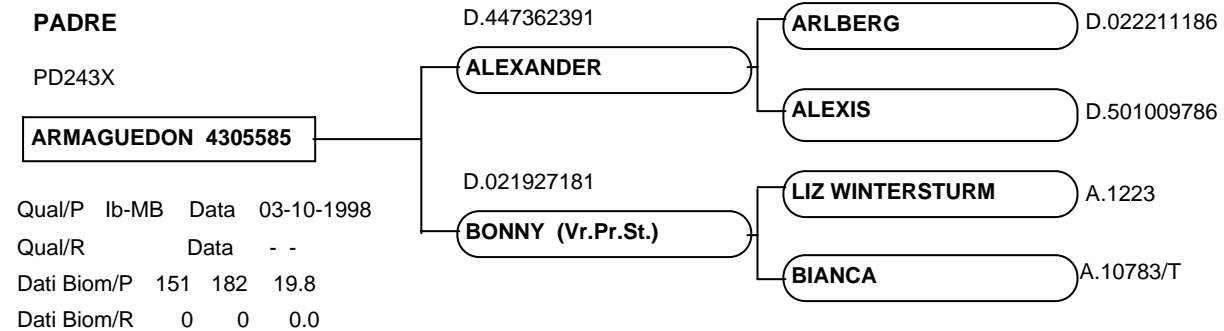 PADRE
PD243X
ARMAGUEDON 4305585
Qual/P Ib-MB Data 03-10-1998
Qual/R Data - -
Dati Biom/P 151 182 19.8
Dati Biom/R 0 0 0.0
D.447362391
ALEXANDER
D.021927181
BONNY (Vr.Pr.St.)
ARLBERG D.022211186
ALEXIS D.501009786
LIZ WINTERSTURM A.1223
BIANCA A.10783/T